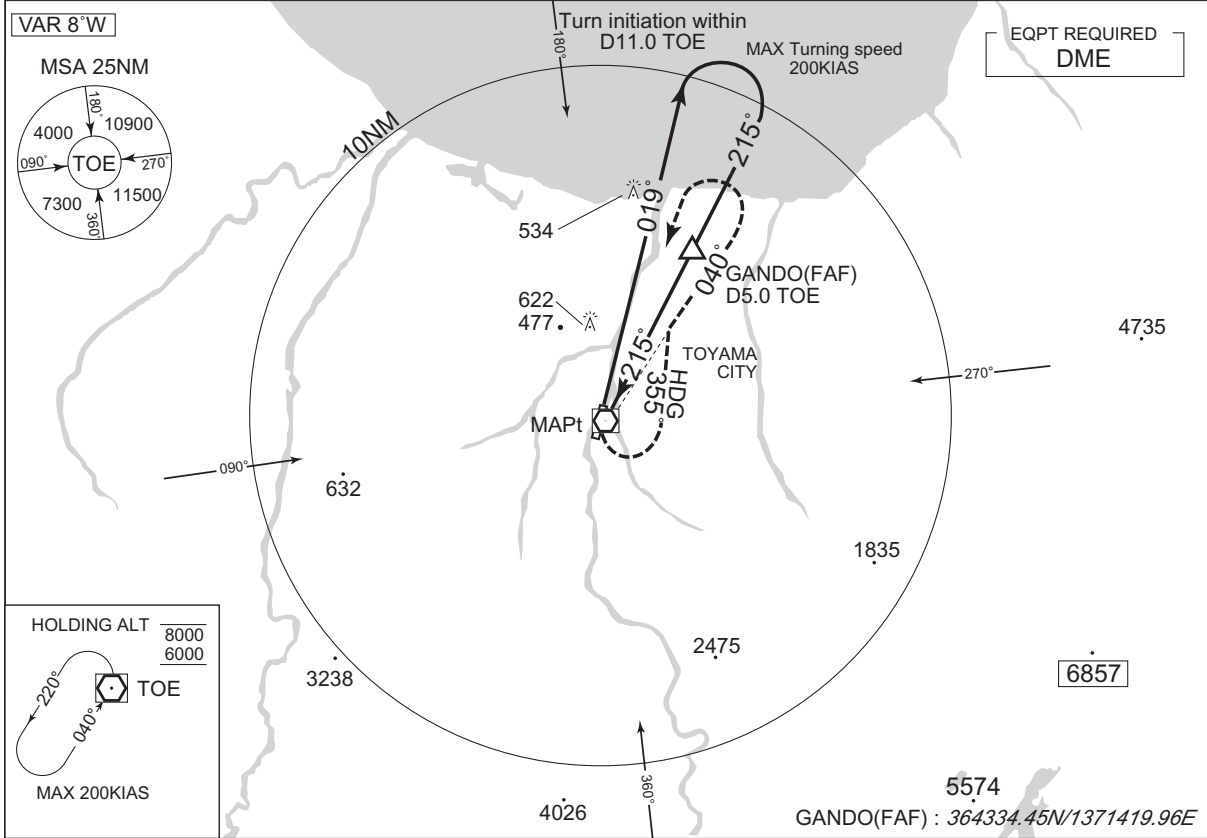 VAR 8°W
MSA 25NM
180°
4000
10900
090°
TOE
270°
7300
11500
360°
10NM
180°
Turn initiation within
D11.0 TOE
MAX Turning speed
200KIAS
EQPT REQUIRED
DME
215°
019°
534
040°
GANDO(FAF)
D5.0 TOE
622
477
4735
215°
TOYAMA
CITY
HDG
355°
270°
MAPt
090°
632
1835
HOLDING ALT
8000
6000
220°
TOE
040°
MAX 200KIAS
3238
2475
6857
360°
4026
5574
GANDO(FAF) : 364334.45N/1371419.96E